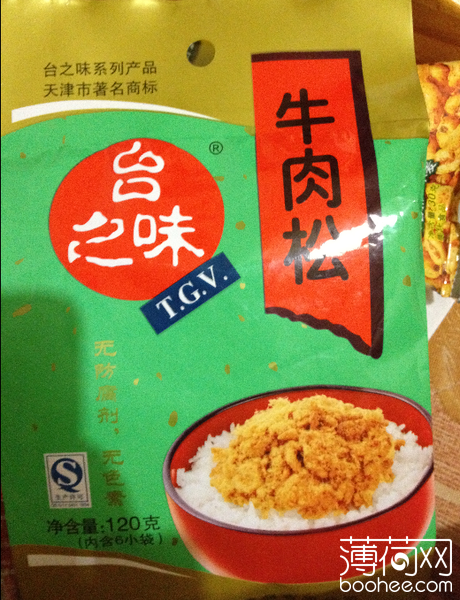 台之味系列产品
天津市著名商标
牛肉松
台之味
®
T.G.V.
无防腐剂。无色素
QS
生产许可
净含量:120克
(内含6小袋)
薄荷网
boohee.com